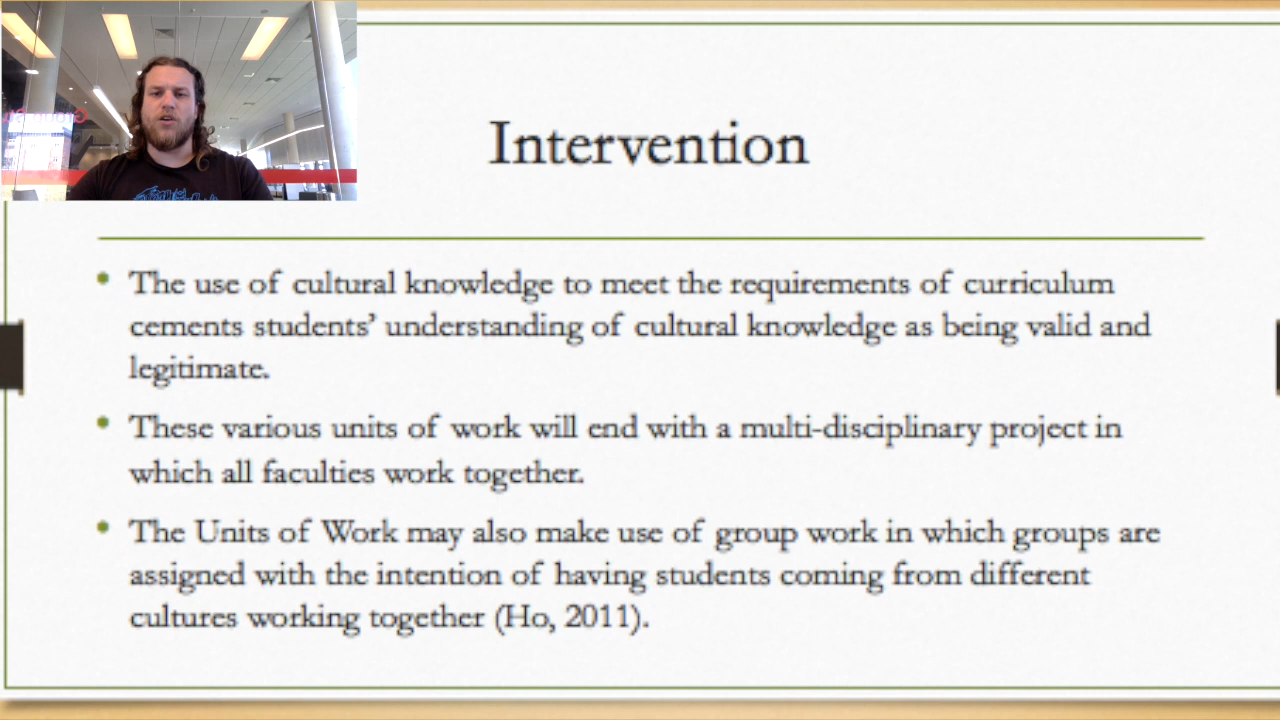 Intervention
The use of cultural knowledge to meet the requirements of curriculum
cements students’ understanding of cultural knowledge as being valid and
legitimate.
These various units of work will end with a multi-disciplinary project in
which all faculties work together.
The Units of Work may also make use of group work in which groups are
assigned with the intention of having students coming from different
cultures working together (Ho, 2011).